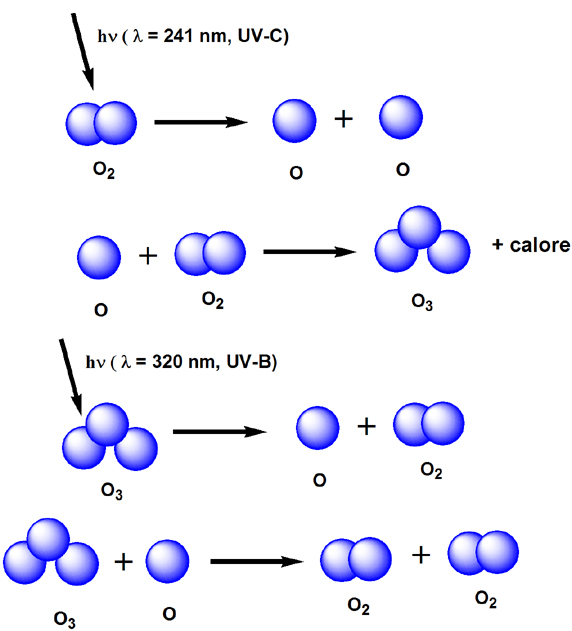 hν ( λ = 241 nm, UV-C)
+
O₂ O O
+ + calore
O O₂ O₃
hν ( λ = 320 nm, UV-B)
+
O₃ O O₂
+ +
O₃ O O₂ O₂